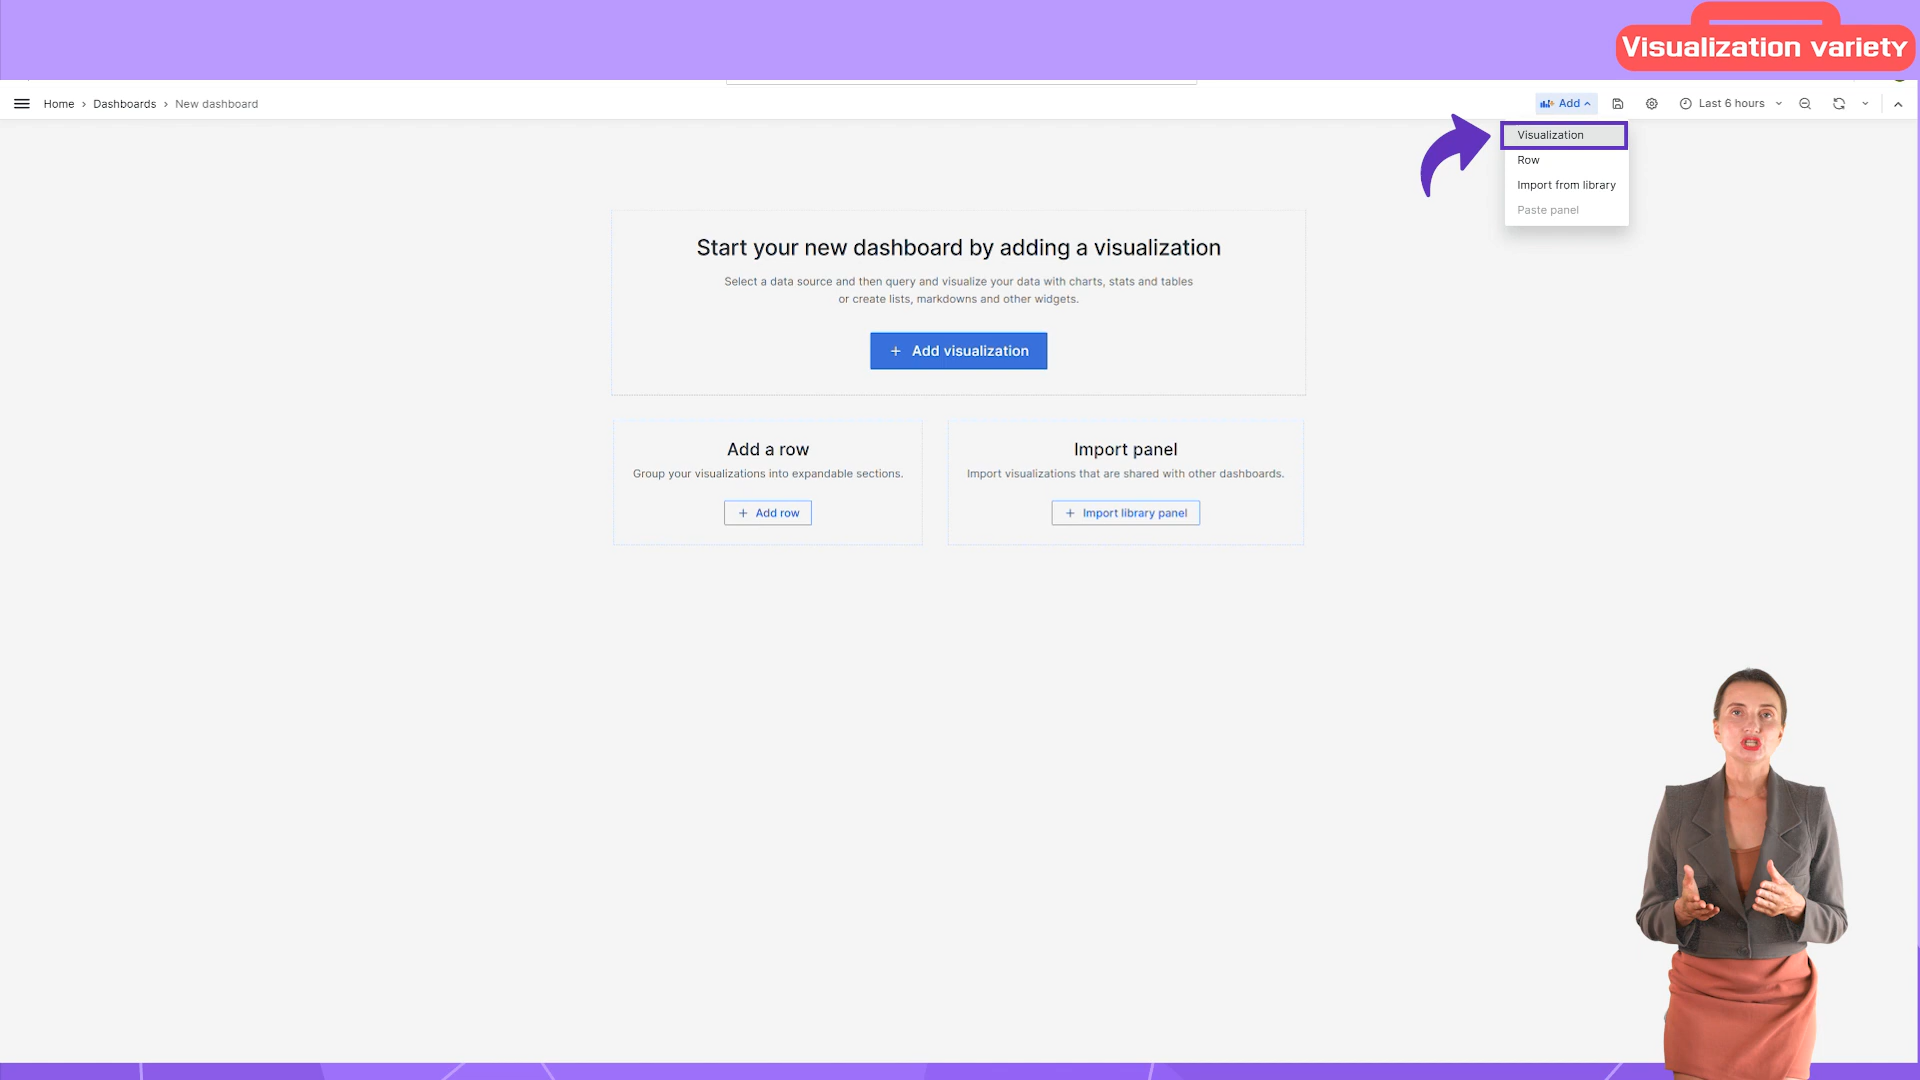 Visualization variety
Home › Dashboards › New dashboard
Add
Last 6 hours
Visualization
Row
Import from library
Paste panel
Start your new dashboard by adding a visualization
Select a data source and then query and visualize your data with charts, stats and tables
or create lists, markdowns and other widgets.
+ Add visualization
Add a row
Group your visualizations into expandable sections.
+ Add row
Import panel
Import visualizations that are shared with other dashboards.
+ Import library panel